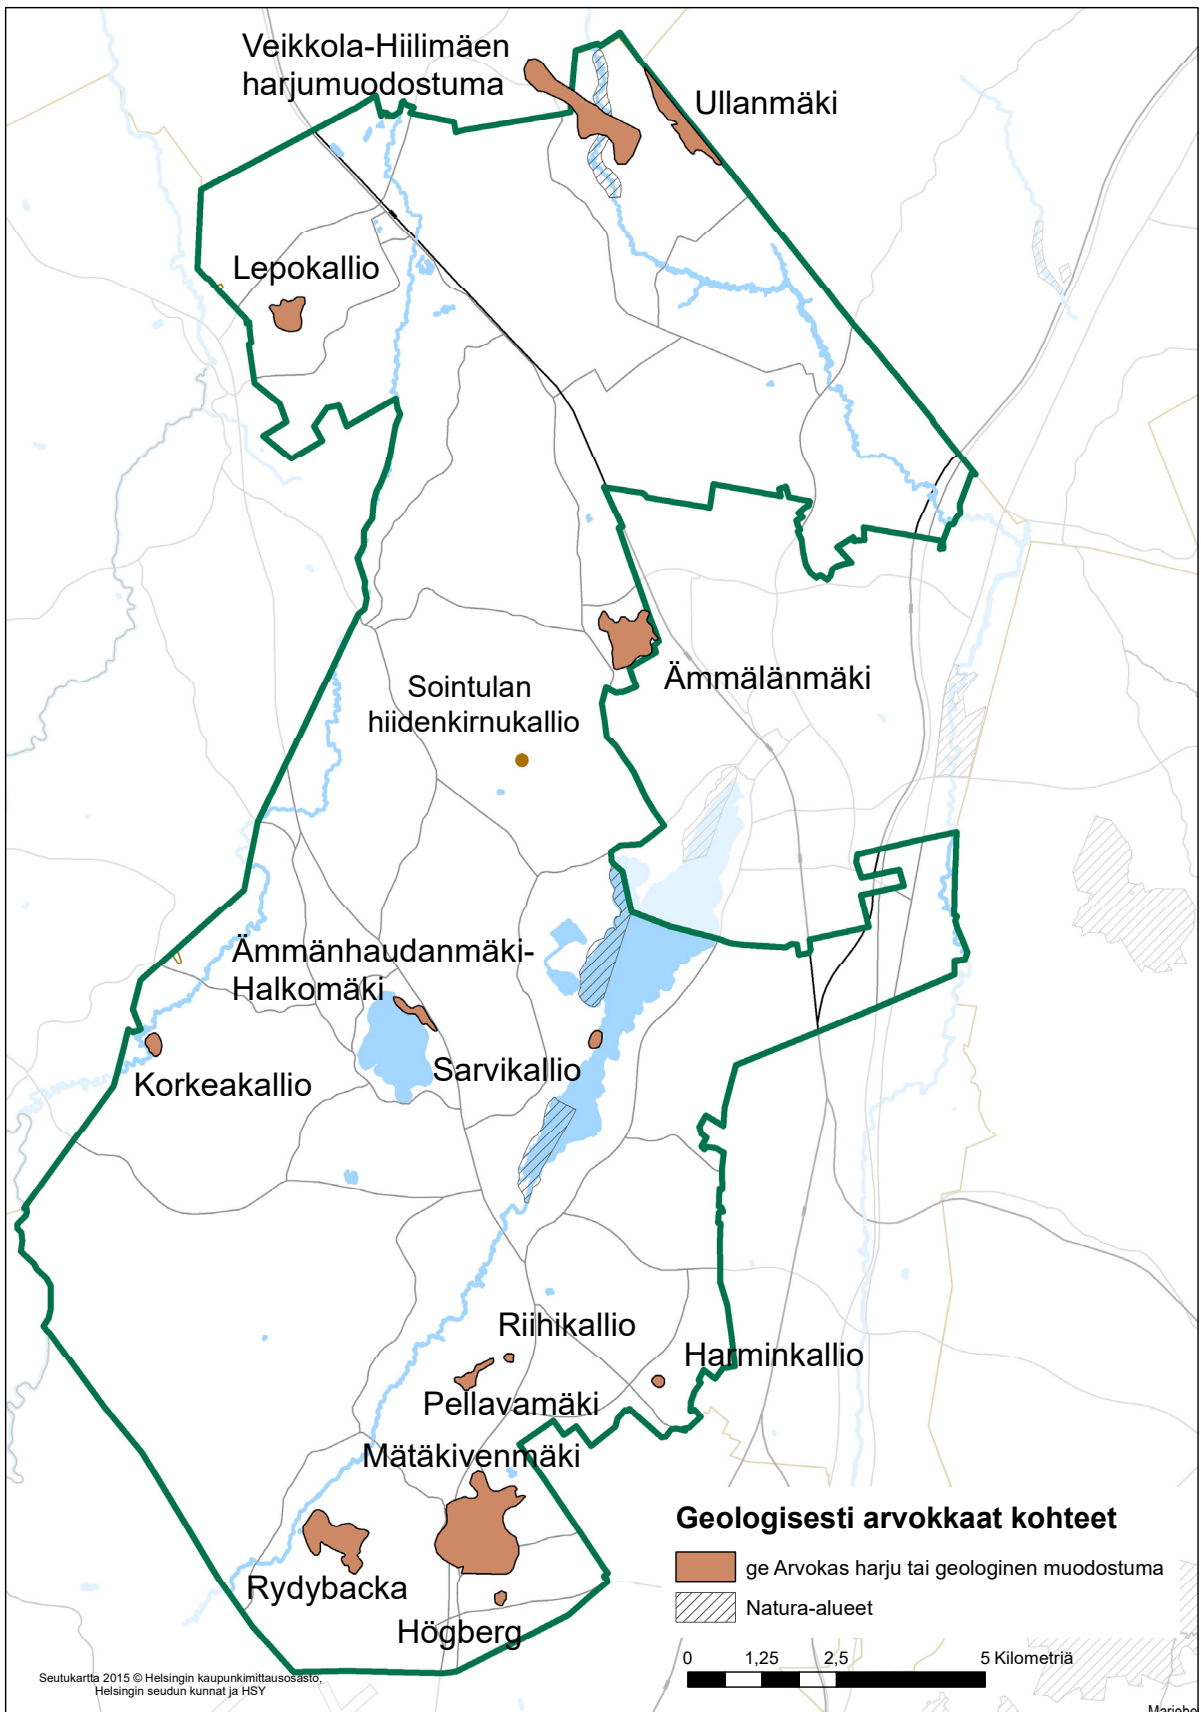 Veikkola-Hiilimäen
harjumuodostuma
Ullanmäki
Lepokallio
Ämmälänmäki
Sointulan
hiidenkirnukallio
Ämmänhaudanmäki-
Halkomäki
Sarvikallio
Korkeakallio
Riihikallio
Harminkallio
Pellavamäki
Mätäkivenmäki
Rydybacka
Högberg
Geologisesti arvokkaat kohteet
ge Arvokas harju tai geologinen muodostuma
Natura-alueet
0 1,25 2,5 5 Kilometriä
Seutukartta 2015 © Helsingin kaupunkimittausosasto,
Helsingin seudun kunnat ja HSY